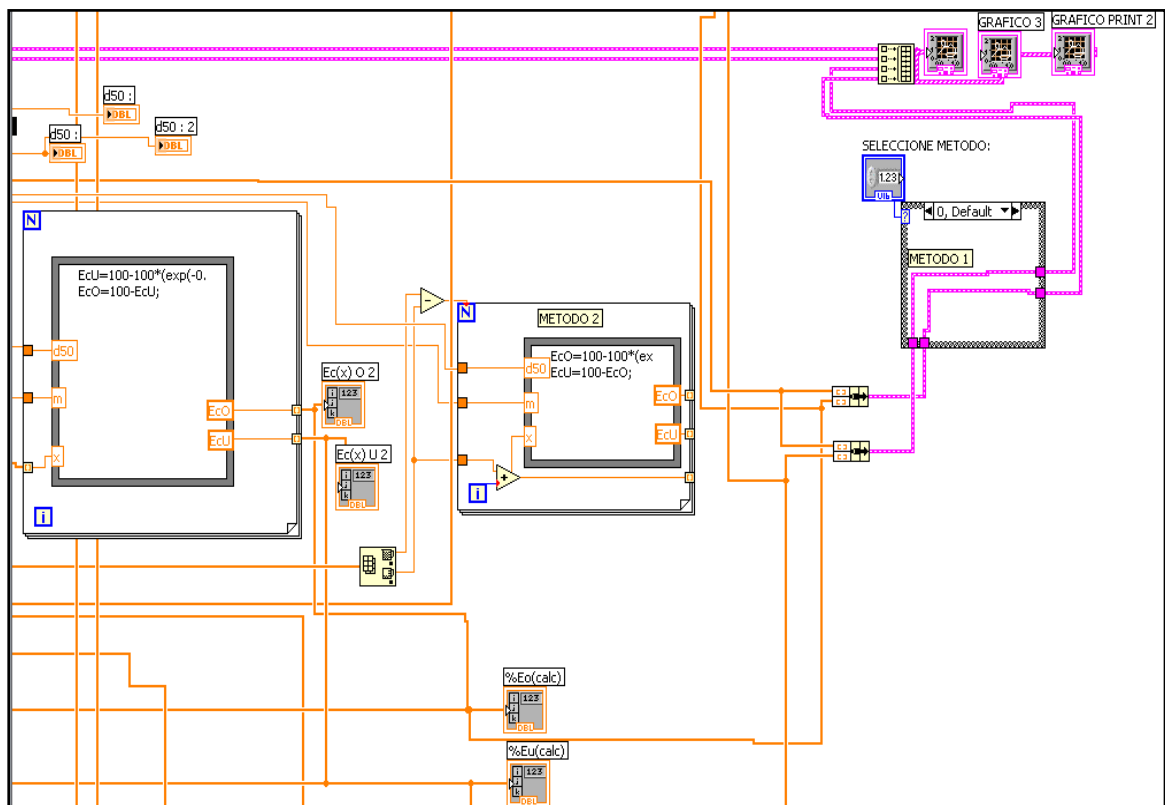 GRAFICO 3
GRAFICO PRINT 2
d50 :
DBL
d50 :
DBL
d50 : 2
DBL
SELECCIONE METODO:
1.23
U16
0, Default
?
METODO 1
N
EcU=100-100*(exp(-0.
EcO=100-EcU;
d50
m
x
EcO
EcU
i
Ec(x) O 2
i 123
j
k
DBL
Ec(x) U 2
i 123
j
k
DBL
-
N
METODO 2
EcO=100-100*(ex
EcU=100-EcO;
d50
m
x
EcO
EcU
+
i
%Eo(calc)
i 123
j
k
DBL
%Eu(calc)
i 123
j
k
DBL